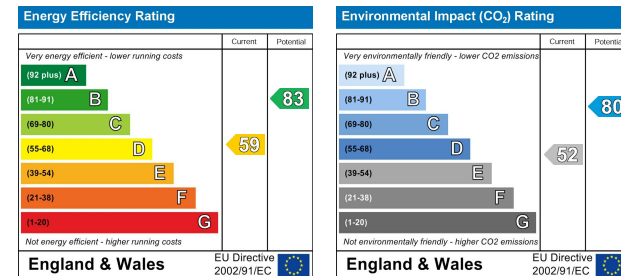 Energy Efficiency Rating
Current Potential
Very energy efficient - lower running costs
(92 plus) A
(81-91) B
83
(69-80) C
(55-68) D
59
(39-54) E
(21-38) F
(1-20) G
Not energy efficient - higher running costs
England & Wales
EU Directive
2002/91/EC
Environmental Impact (CO₂) Rating
Current Potential
Very environmentally friendly - lower CO2 emissions
(92 plus) A
(81-91) B
80
(69-80) C
(55-68) D
52
(39-54) E
(21-38) F
(1-20) G
Not environmentally friendly - higher CO2 emissions
England & Wales
EU Directive
2002/91/EC